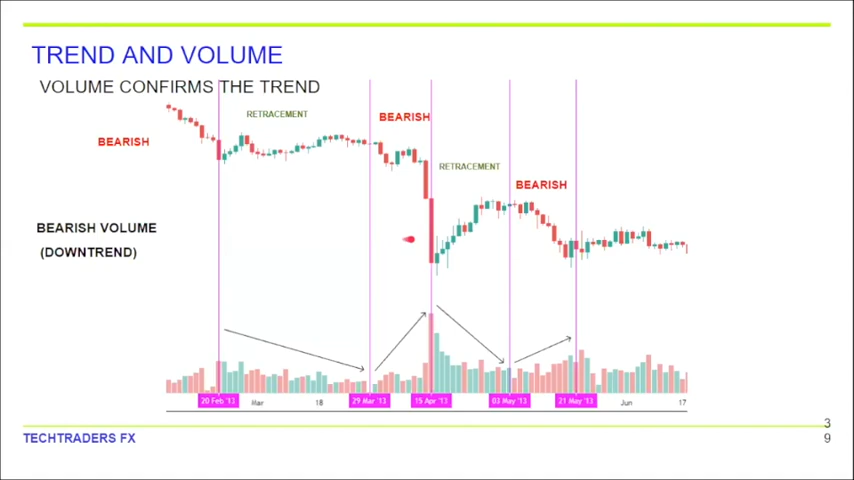 TREND AND VOLUME
VOLUME CONFIRMS THE TREND
RETRACEMENT
BEARISH
BEARISH
RETRACEMENT
BEARISH
BEARISH VOLUME
(DOWNTREND)
20 Feb '13 Mar 18 29 Mar '13 15 Apr '13 03 May '13 21 May '13 Jun 17
3
9
TECHTRADERS FX